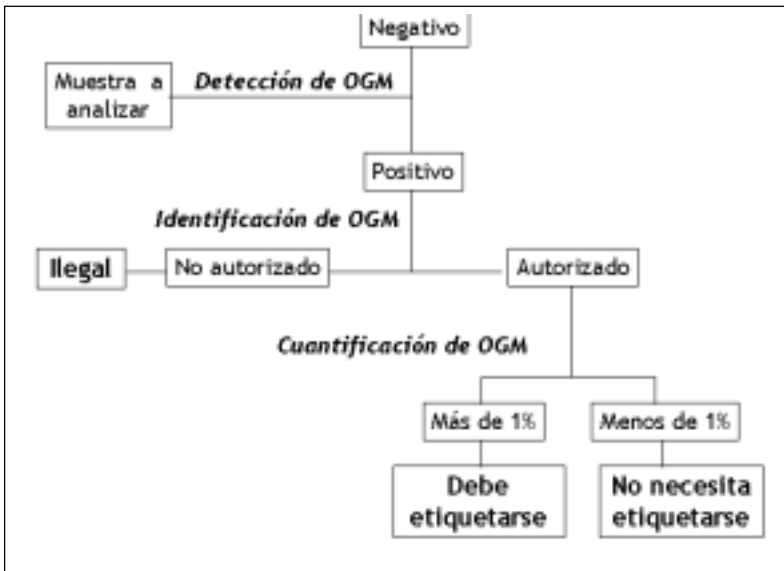 Negativo
Muestra a
analizar
Detección de OGM
Positivo
Identificación de OGM
Ilegal
No autorizado
Autorizado
Cuantificación de OGM
Más de 1%
Menos de 1%
Debe
etiquetarse
No necesita
etiquetarse